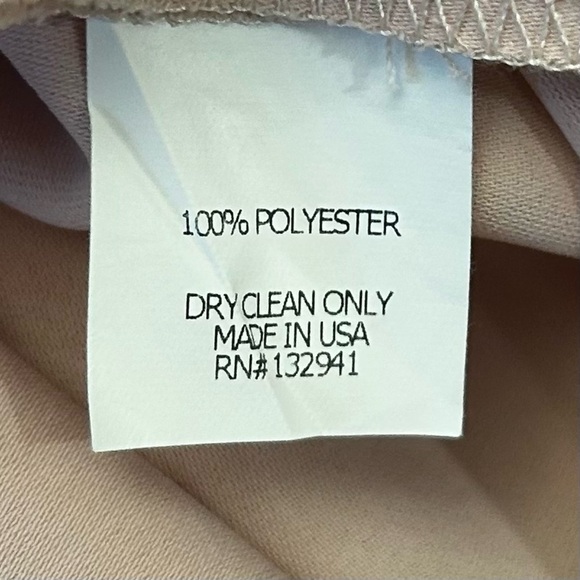 100% POLYESTER
DRY CLEAN ONLY
MADE IN USA
RN#132941